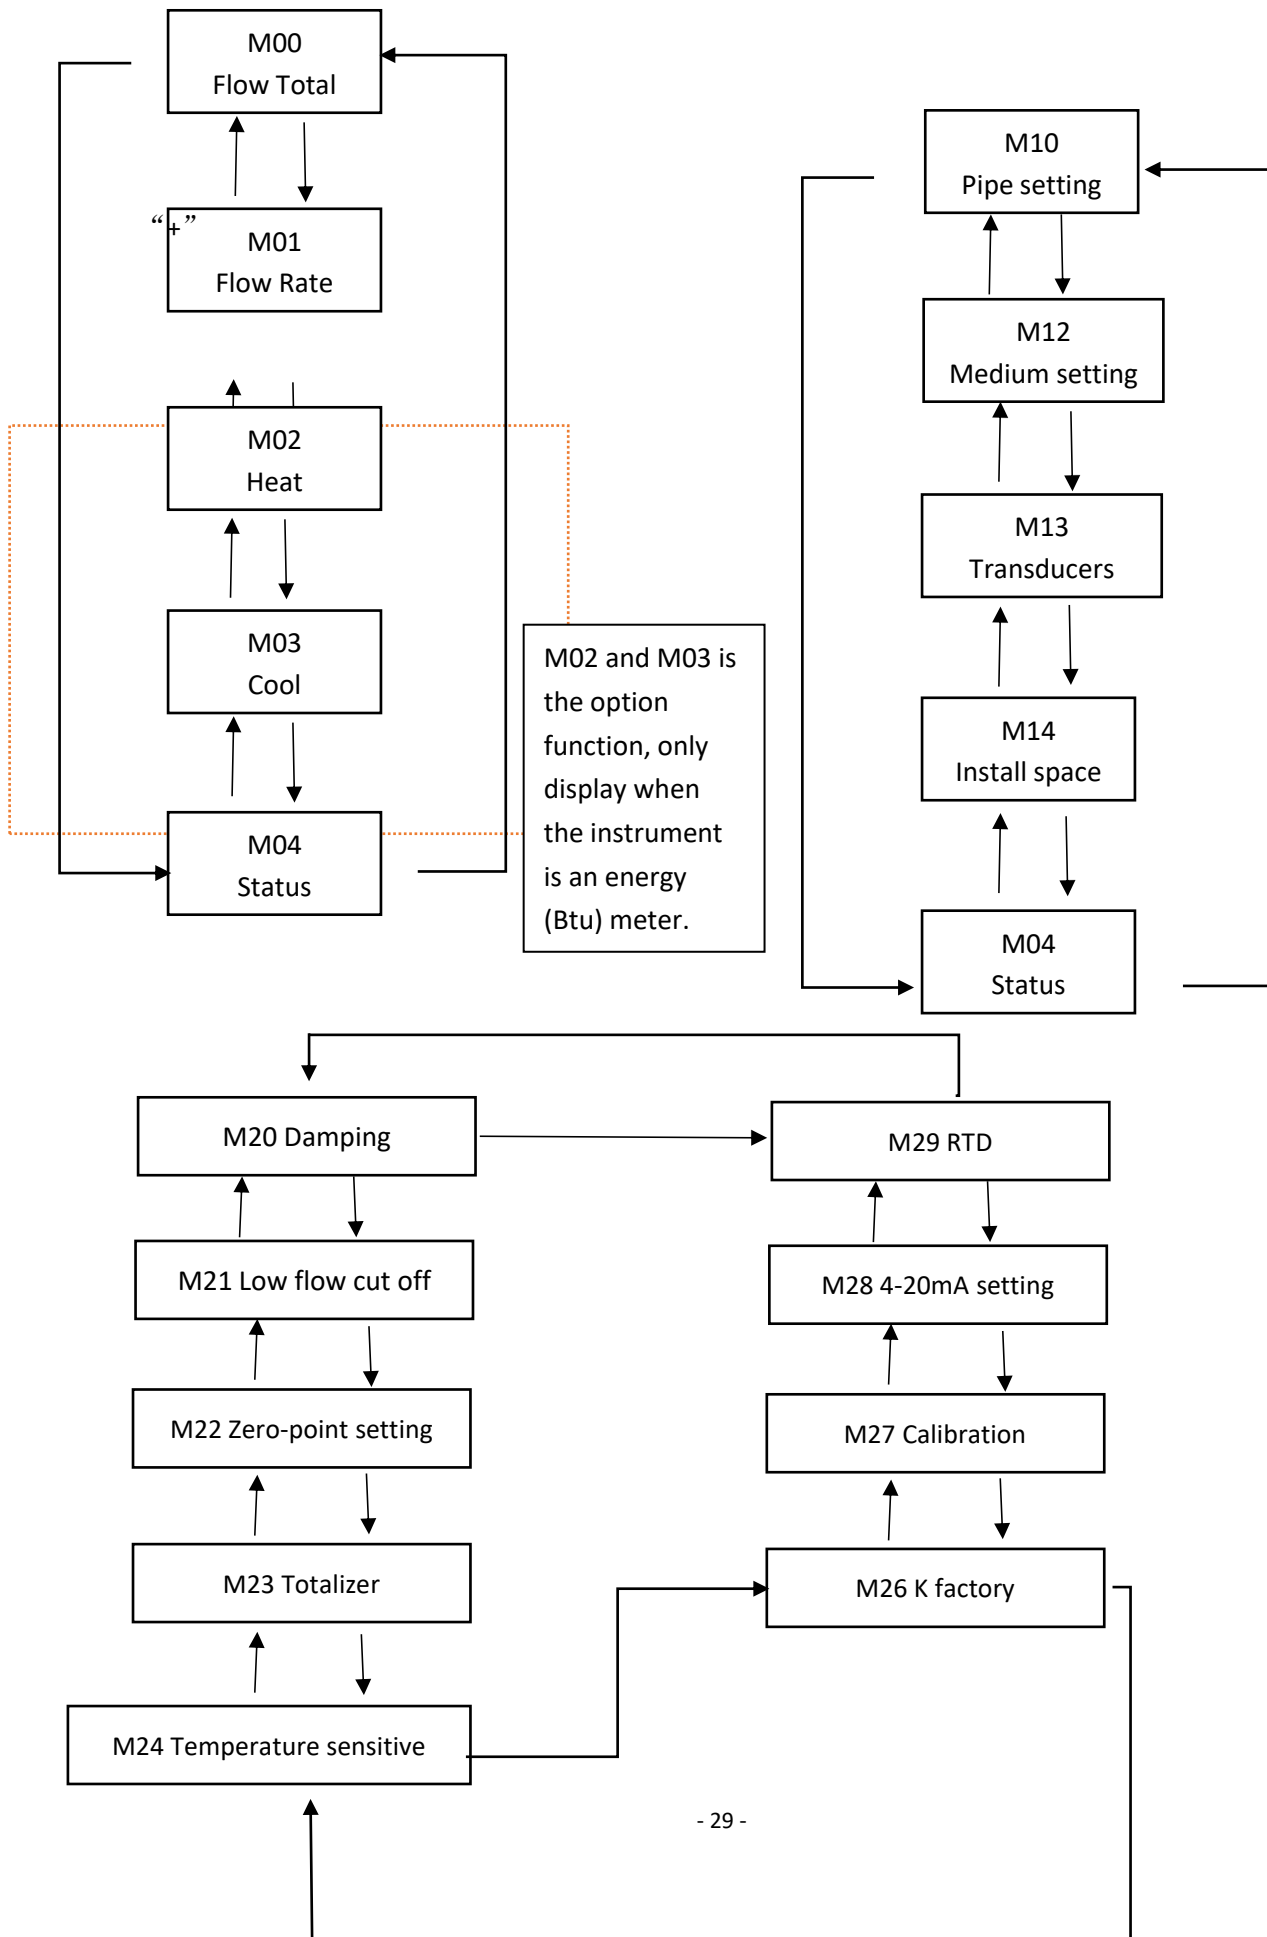 M00
Flow Total
“+”
M01
Flow Rate
M02
Heat
M03
Cool
M04
Status
M02 and M03 is
the option
function, only
display when
the instrument
is an energy
(Btu) meter.
M10
Pipe setting
M12
Medium setting
M13
Transducers
M14
Install space
M04
Status
M20 Damping
M21 Low flow cut off
M22 Zero-point setting
M23 Totalizer
M24 Temperature sensitive
M29 RTD
M28 4-20mA setting
M27 Calibration
M26 K factory
- 29 -